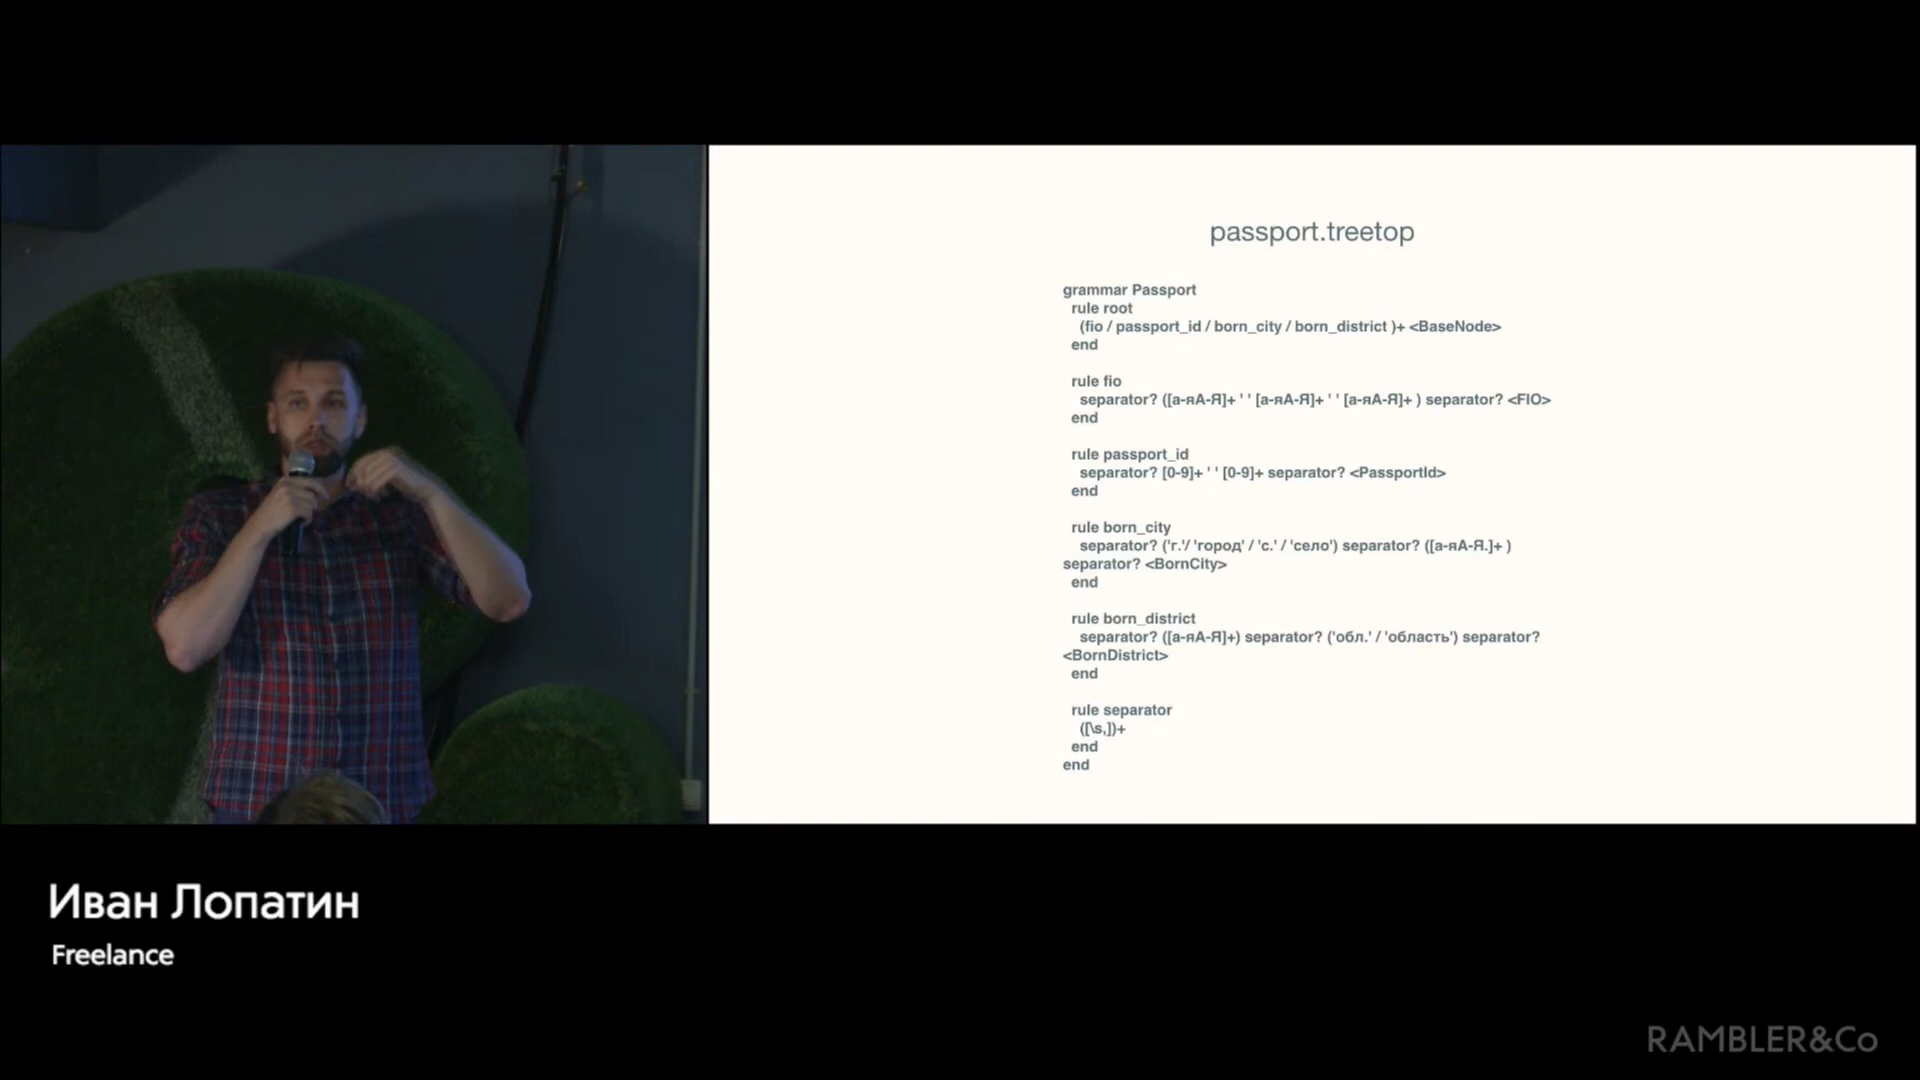 passport.treetop
grammar Passport
rule root
(fio / passport_id / born_city / born_district )+ <BaseNode>
end
rule fio
separator? ([а-яА-Я]+ ' ' [а-яА-Я]+ ' ' [а-яА-Я]+ ) separator? <FIO>
end
rule passport_id
separator? [0-9]+ ' ' [0-9]+ separator? <PassportId>
end
rule born_city
separator? ('г.'/ 'город' / 'с.' / 'село') separator? ([а-яА-Я.]+ )
separator? <BornCity>
end
rule born_district
separator? ([а-яА-Я]+) separator? ('обл.' / 'область') separator?
<BornDistrict>
end
rule separator
([\s,])+
end
end
Иван Лопатин
Freelance
RAMBLER&Co